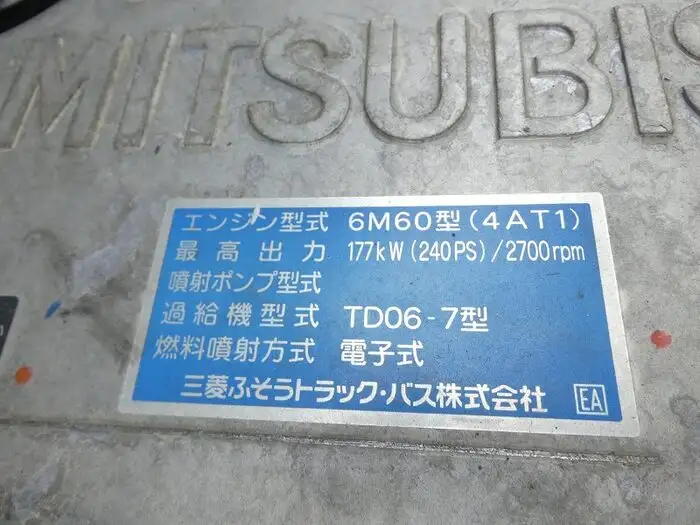 MITSUBIS
エンジン型式 6M60型(4AT1)
最高出力 177kW(240PS)/2700rpm
噴射ポンプ型式
過給機型式 TD06-7型
燃料噴射方式 電子式
三菱ふそうトラック・バス株式会社 EA